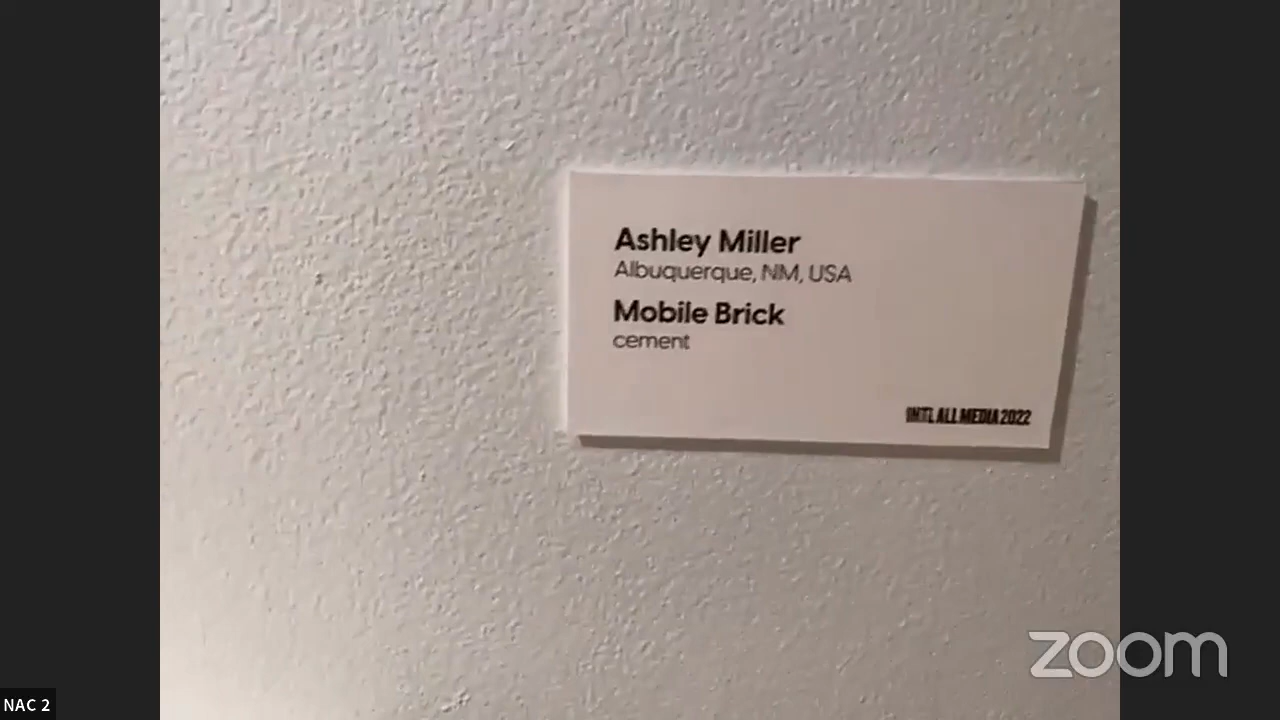 Ashley Miller
Albuquerque, NM, USA
Mobile Brick
cement
INTL ALL MEDIA 2022
zoom
NAC 2